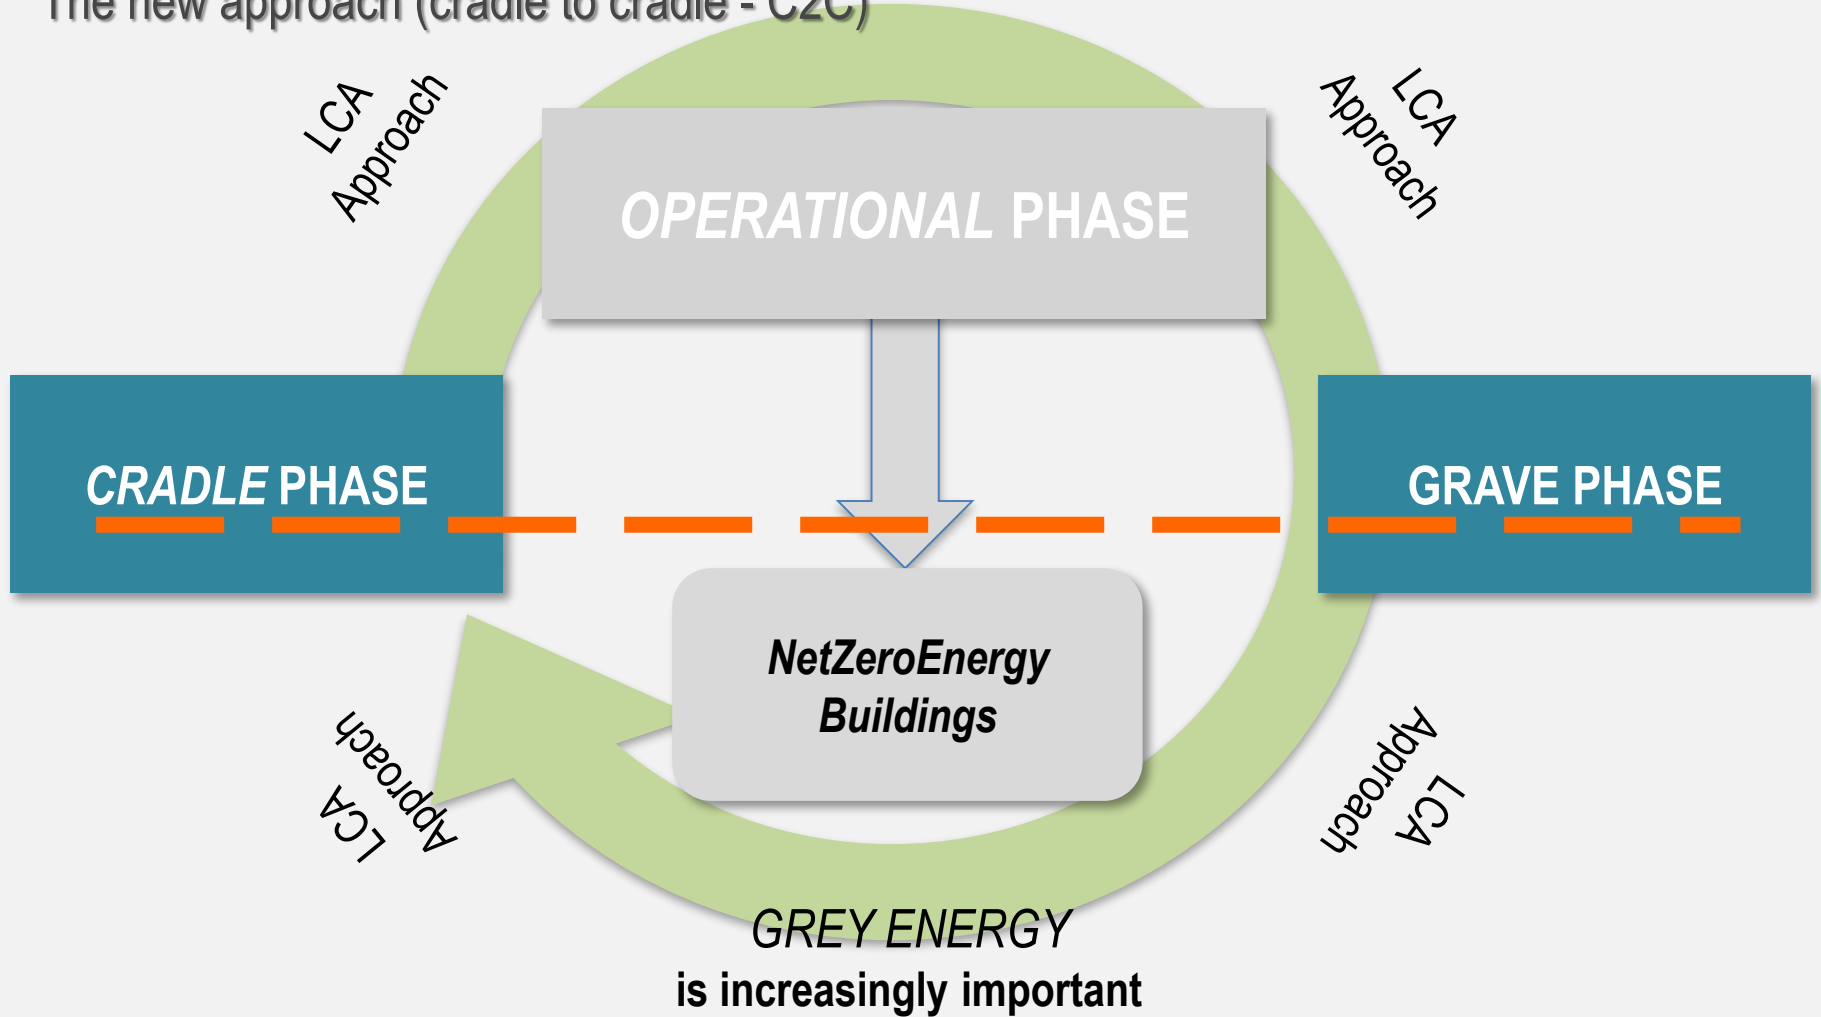 The new approach (cradle to cradle - C2C)
LCA
Approach
LCA
Approach
OPERATIONAL PHASE
CRADLE PHASE
GRAVE PHASE
NetZeroEnergy
Buildings
Approach
LCA
Approach
LCA
GREY ENERGY
is increasingly important